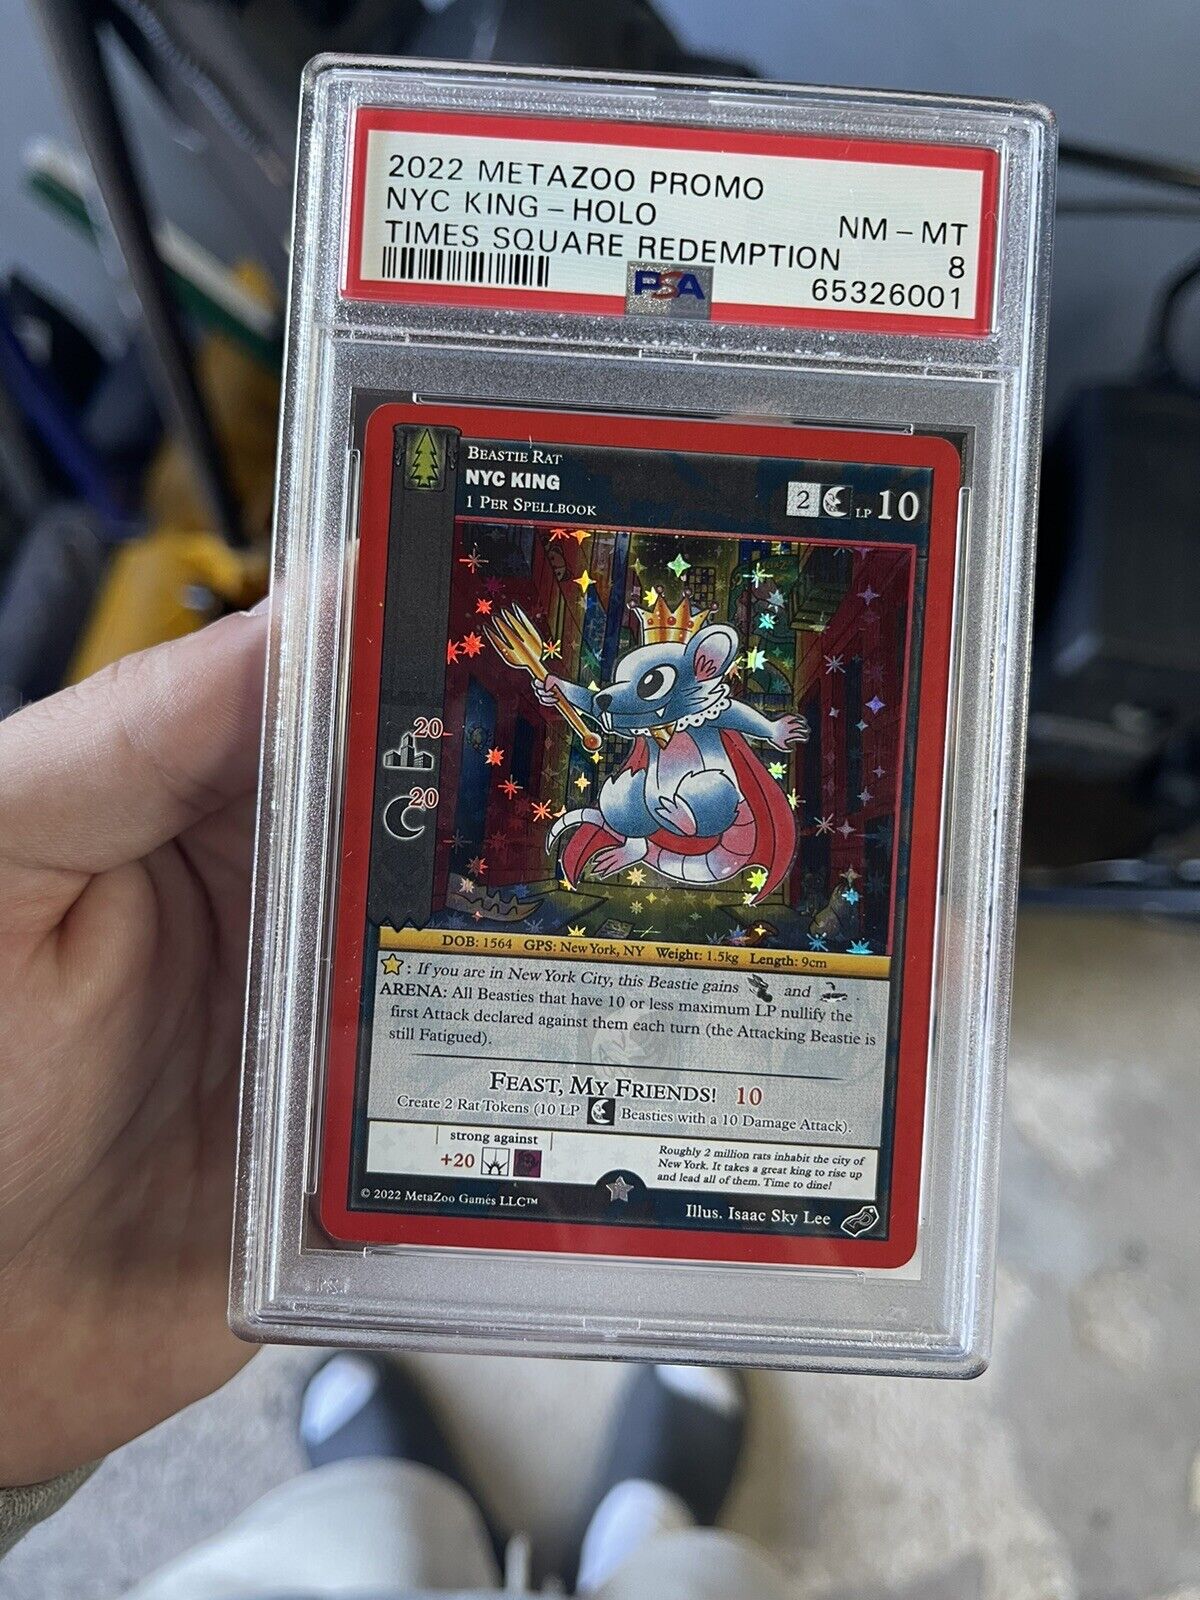 2022 METAZOO PROMO
NYC KING - HOLO
NM - MT
TIMES SQUARE REDEMPTION
8
PSA
65326001
BEASTIE RAT
NYC KING
1 PER SPELLBOOK
2
LP 10
20
20
DOB: 1564 GPS: New York, NY Weight: 1.5kg Length: 9cm
: If you are in New York City, this Beastie gains and .
ARENA: All Beasties that have 10 or less maximum LP nullify the
first Attack declared against them each turn (the Attacking Beastie is
still Fatigued).
FEAST, MY FRIENDS! 10
Create 2 Rat Tokens (10 LP Beasties with a 10 Damage Attack).
strong against
+20
Roughly 2 million rats inhabit the city of
New York. It takes a great king to rise up
and lead all of them. Time to dine!
© 2022 MetaZoo Games LLC™
Illus. Isaac Sky Lee